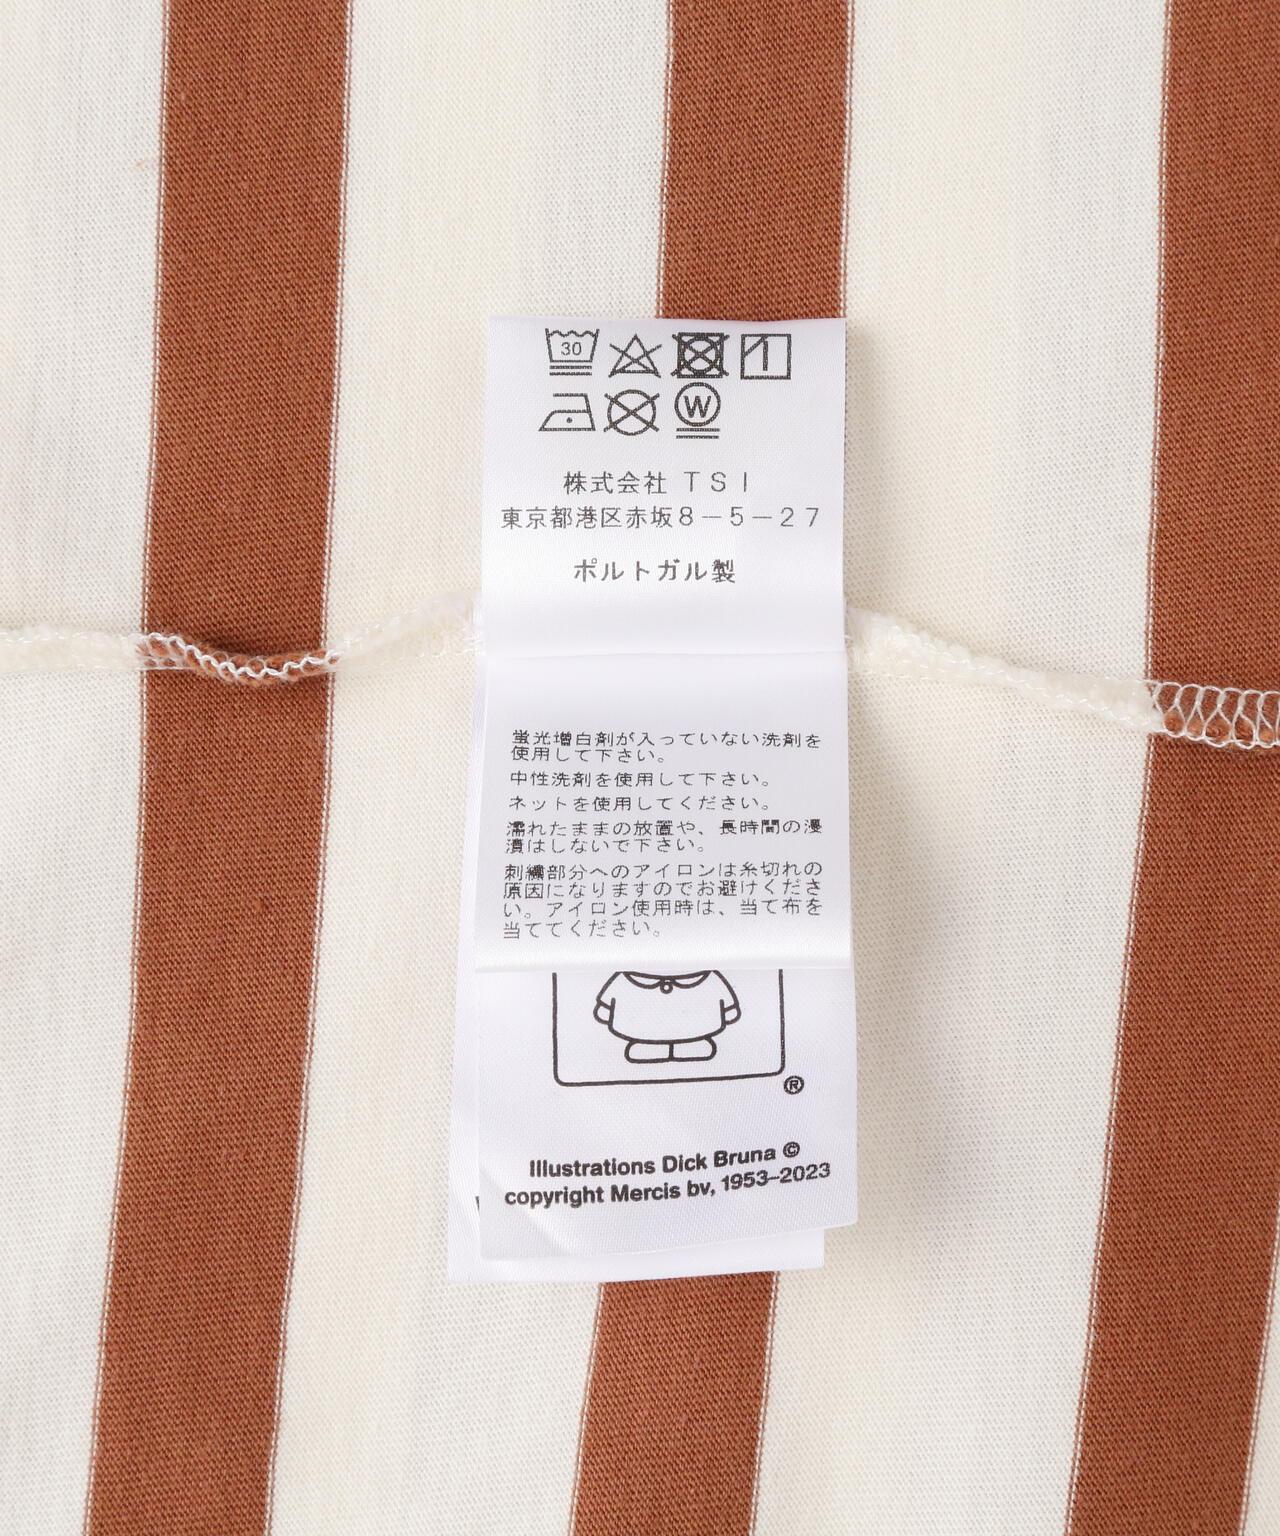 30
W
株式会社 TSI
東京都港区赤坂8-5-27
ポルトガル製
蛍光増白剤が入っていない洗剤を
使用して下さい。
中性洗剤を使用して下さい。
ネットを使用してください。
濡れたままの放置や、長時間の浸
漬はしないで下さい。
刺繍部分へのアイロンは糸切れの
原因になりますのでお避けくださ
い。アイロン使用時は、当て布を
当ててください。
®
Illustrations Dick Bruna ©
copyright Mercis bv, 1953–2023